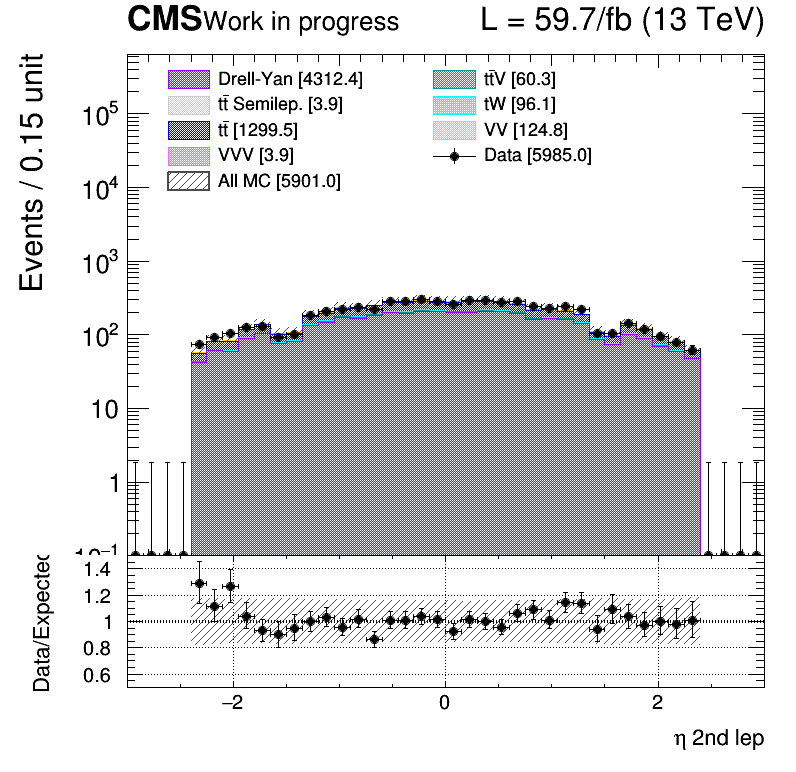 CMS Work in progress L = 59.7/fb (13 TeV)
Events / 0.15 unit
Drell-Yan [4312.4] tt̄V [60.3]
tt̄ Semilep. [3.9] tW [96.1]
tt̄ [1299.5] VV [124.8]
VVV [3.9] Data [5985.0]
All MC [5901.0]
10⁵
10⁴
10³
10²
10
1
10⁻¹
Data/Expected
1.4
1.2
1
0.8
0.6
−2 0 2
η 2nd lep